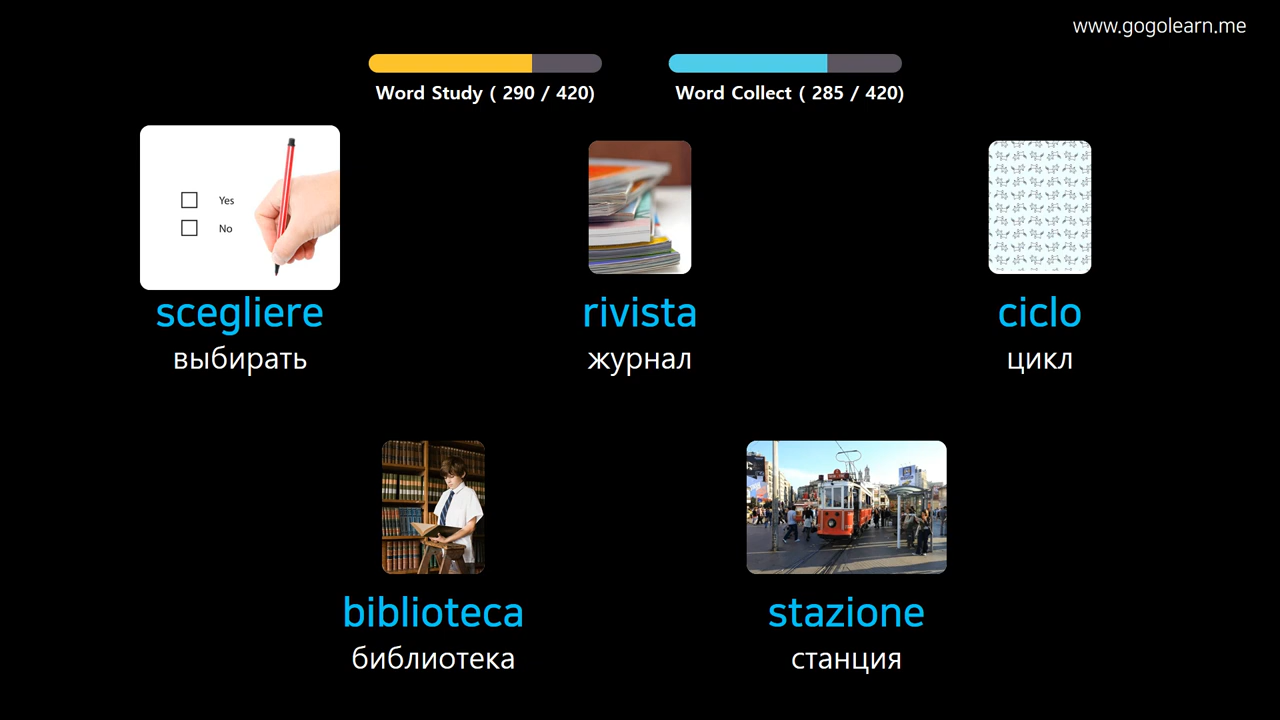 www.gogolearn.me
Word Study ( 290 / 420)
Word Collect ( 285 / 420)
Yes
No
scegliere
выбирать
rivista
журнал
ciclo
цикл
biblioteca
библиотека
stazione
станция